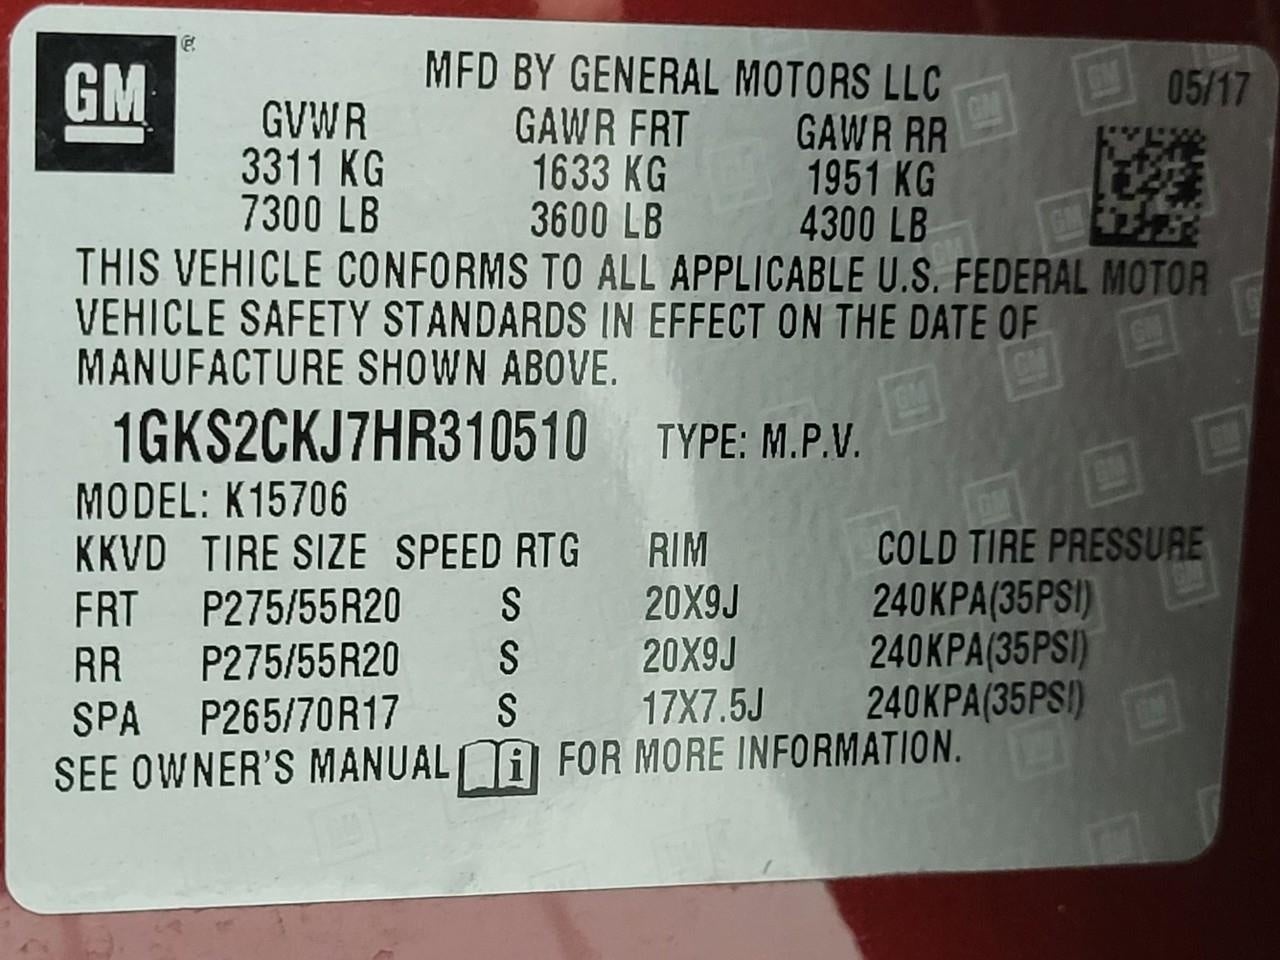 GM
MFD BY GENERAL MOTORS LLC 05/17
GVWR GAWR FRT GAWR RR
3311 KG 1633 KG 1951 KG
7300 LB 3600 LB 4300 LB
THIS VEHICLE CONFORMS TO ALL APPLICABLE U.S. FEDERAL MOTOR
VEHICLE SAFETY STANDARDS IN EFFECT ON THE DATE OF
MANUFACTURE SHOWN ABOVE.
1GKS2CKJ7HR310510 TYPE: M.P.V.
MODEL: K15706
KKVD TIRE SIZE SPEED RTG RIM COLD TIRE PRESSURE
FRT P275/55R20 S 20X9J 240KPA(35PSI)
RR P275/55R20 S 20X9J 240KPA(35PSI)
SPA P265/70R17 S 17X7.5J 240KPA(35PSI)
SEE OWNER'S MANUAL i FOR MORE INFORMATION.